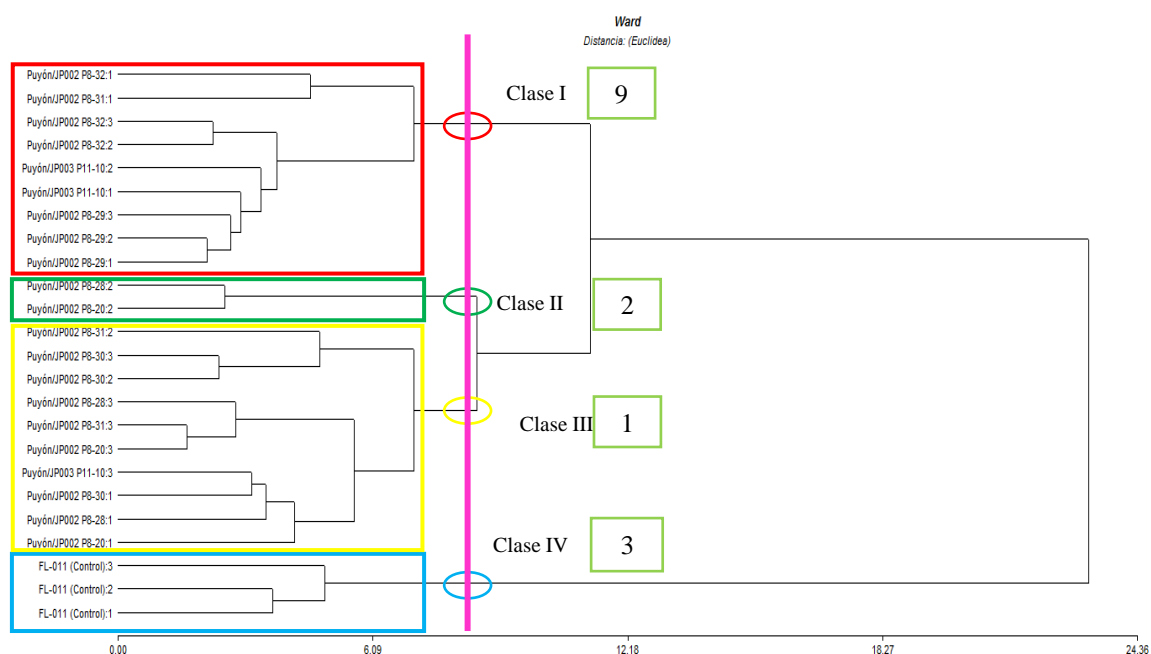 Ward
Distancia: (Euclidea)
Puyón/JP002 P8-32:1
Puyón/JP002 P8-31:1
Puyón/JP002 P8-32:3
Puyón/JP002 P8-32:2
Puyón/JP003 P11-10:2
Puyón/JP003 P11-10:1
Puyón/JP002 P8-29:3
Puyón/JP002 P8-29:2
Puyón/JP002 P8-29:1
Puyón/JP002 P8-28:2
Puyón/JP002 P8-20:2
Puyón/JP002 P8-31:2
Puyón/JP002 P8-30:3
Puyón/JP002 P8-30:2
Puyón/JP002 P8-28:3
Puyón/JP002 P8-31:3
Puyón/JP002 P8-20:3
Puyón/JP003 P11-10:3
Puyón/JP002 P8-30:1
Puyón/JP002 P8-28:1
Puyón/JP002 P8-20:1
FL-011 (Control):3
FL-011 (Control):2
FL-011 (Control):1
Clase I 9
Clase II 2
Clase III 1
Clase IV 3
0.00 6.09 12.18 18.27 24.36